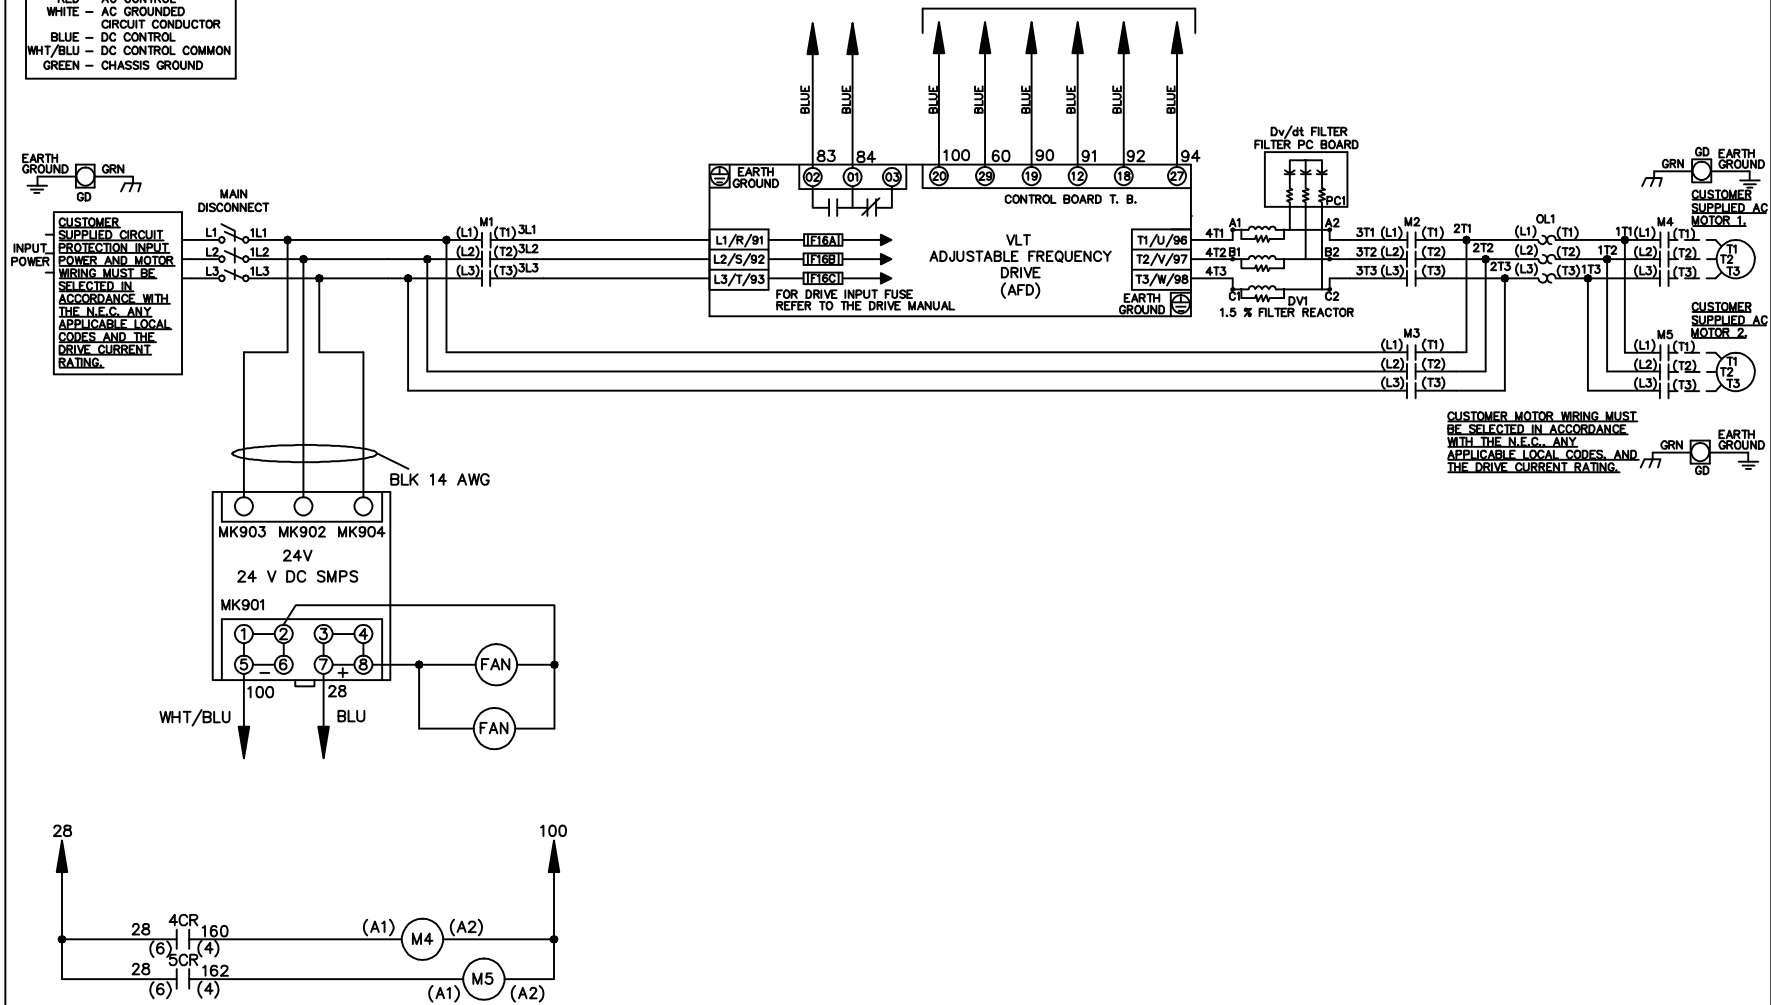 WHITE – AC GROUNDED
CIRCUIT CONDUCTOR
BLUE – DC CONTROL
WHT/BLU – DC CONTROL COMMON
GREEN – CHASSIS GROUND
BLUE
BLUE
BLUE
BLUE
BLUE
BLUE
BLUE
BLUE
83
84
100
60
90
91
92
94
Dv/dt FILTER
FILTER PC BOARD
PC1
EARTH
GROUND
GRN
GD
MAIN
DISCONNECT
INPUT
POWER
CUSTOMER
SUPPLIED CIRCUIT
PROTECTION INPUT
POWER AND MOTOR
WIRING MUST BE
SELECTED IN
ACCORDANCE WITH
THE N.E.C. ANY
APPLICABLE LOCAL
CODES AND THE
DRIVE CURRENT
RATING.
L1 1L1
L2 1L2
L3 1L3
M1
(L1) (T1) 3L1
(L2) (T2) 3L2
(L3) (T3) 3L3
EARTH
GROUND
02 01 03
20 29 19 12 18 27
CONTROL BOARD T. B.
L1/R/91
L2/S/92
L3/T/93
F16A
F16B
F16C
FOR DRIVE INPUT FUSE
REFER TO THE DRIVE MANUAL
VLT
ADJUSTABLE FREQUENCY
DRIVE
(AFD)
T1/U/96
T2/V/97
T3/W/98
EARTH
GROUND
4T1 A1 A2
4T2 B1 B2
4T3
C1 C2
DV1
1.5 % FILTER REACTOR
M2
3T1 (L1) (T1) 2T1
3T2 (L2) (T2) 2T2
3T3 (L3) (T3) 2T3
OL1
(L1) (T1)
(L2) (T2)
(L3) (T3)
1T1
1T2
1T3
M4
(L1) (T1)
(L2) (T2)
(L3) (T3)
T1
T2
T3
GRN
GD
EARTH
GROUND
CUSTOMER
SUPPLIED AC
MOTOR 1.
CUSTOMER
SUPPLIED AC
MOTOR 2.
M3
(L1) (T1)
(L2) (T2)
(L3) (T3)
M5
(L1) (T1)
(L2) (T2)
(L3) (T3)
T1
T2
T3
CUSTOMER MOTOR WIRING MUST
BE SELECTED IN ACCORDANCE
WITH THE N.E.C., ANY
APPLICABLE LOCAL CODES, AND
THE DRIVE CURRENT RATING.
GRN
GD
EARTH
GROUND
BLK 14 AWG
MK903 MK902 MK904
24V
24 V DC SMPS
MK901
1 2 3 4
5 6 7 8
– +
100
28
WHT/BLU
BLU
FAN
FAN
28
100
4CR
28 160
(6) (4)
(A1) M4 (A2)
5CR
28 162
(6) (4)
(A1) M5 (A2)